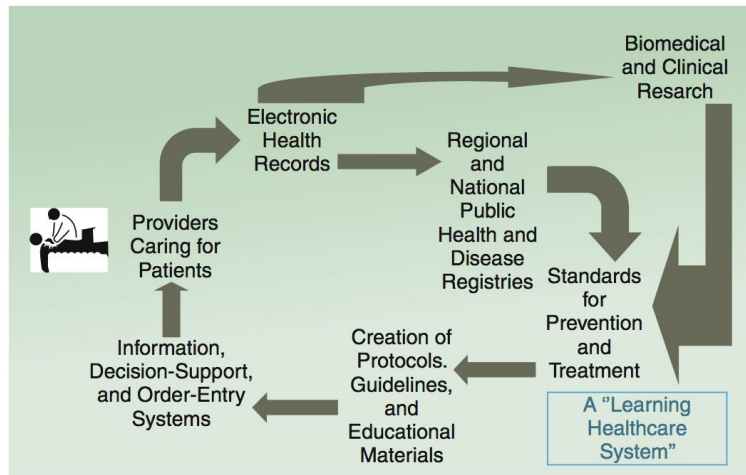 Biomedical
and Clinical
Resarch
Electronic
Health
Records
Regional
and
National
Public
Health and
Disease
Registries
Providers
Caring for
Patients
Standards
for
Prevention
and
Treatment
Creation of
Protocols.
Guidelines,
and
Educational
Materials
Information,
Decision-Support,
and Order-Entry
Systems
A “Learning
Healthcare
System”